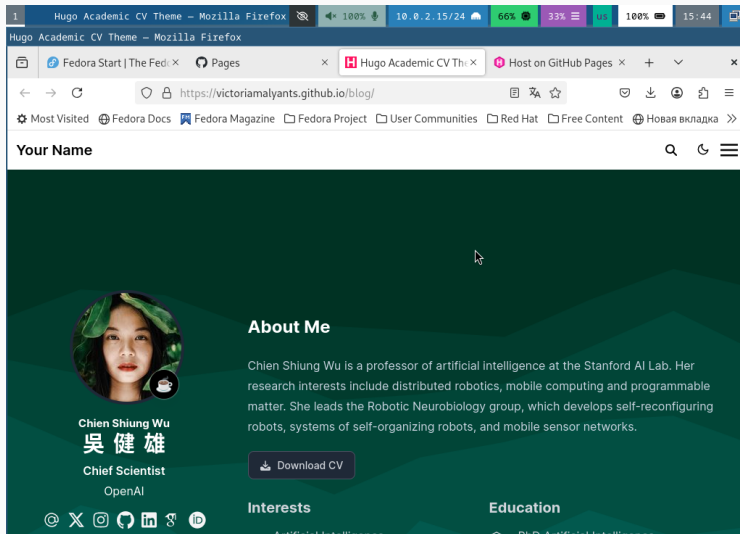 1 Hugo Academic CV Theme — Mozilla Firefox 100% 10.0.2.15/24 66% 33% us 100% 15:44
Hugo Academic CV Theme — Mozilla Firefox
Fedora Start | The Fedo Pages Hugo Academic CV The Host on GitHub Pages
https://victoriamalyants.github.io/blog/
Most Visited Fedora Docs Fedora Magazine Fedora Project User Communities Red Hat Free Content Новая вкладка
Your Name
About Me
Chien Shiung Wu is a professor of artificial intelligence at the Stanford AI Lab. Her
research interests include distributed robotics, mobile computing and programmable
matter. She leads the Robotic Neurobiology group, which develops self-reconfiguring
robots, systems of self-organizing robots, and mobile sensor networks.
Chien Shiung Wu
吳健雄
Chief Scientist
OpenAI
Download CV
Interests
Education